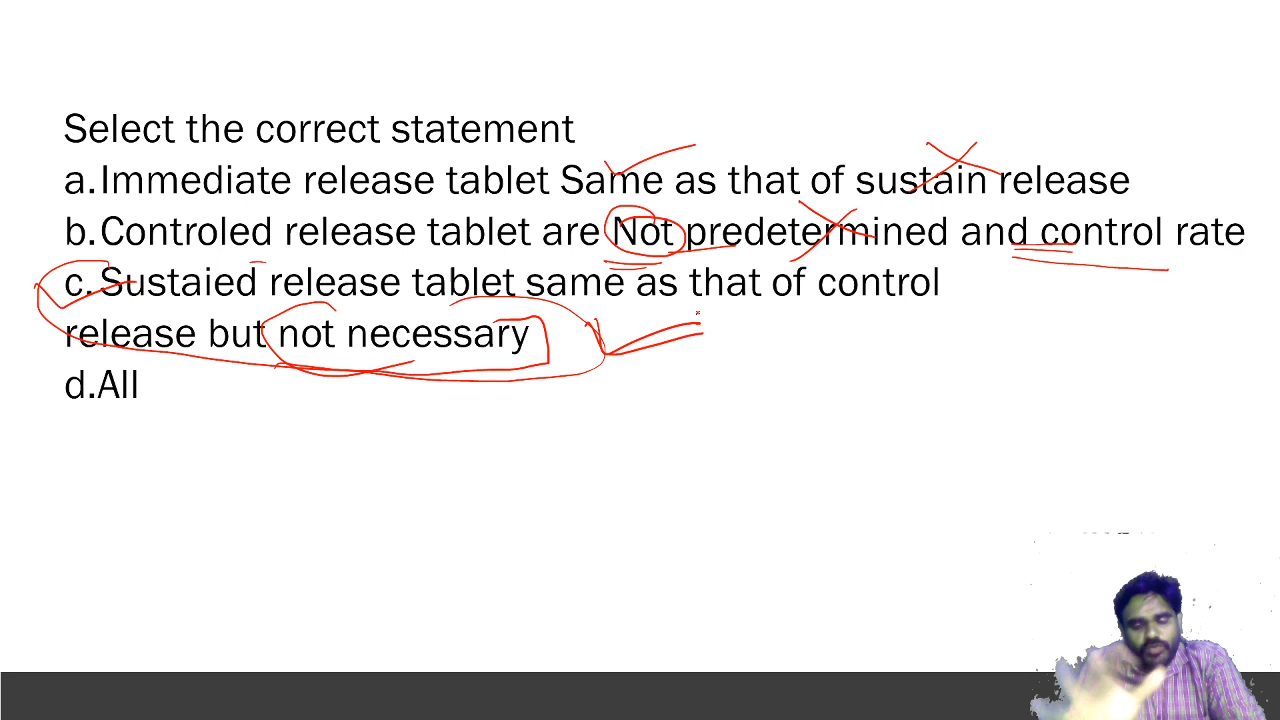 Select the correct statement
a. Immediate release tablet Same as that of sustain release
b. Controled release tablet are Not predetermined and control rate
c. Sustaied release tablet same as that of control
release but not necessary
d. All